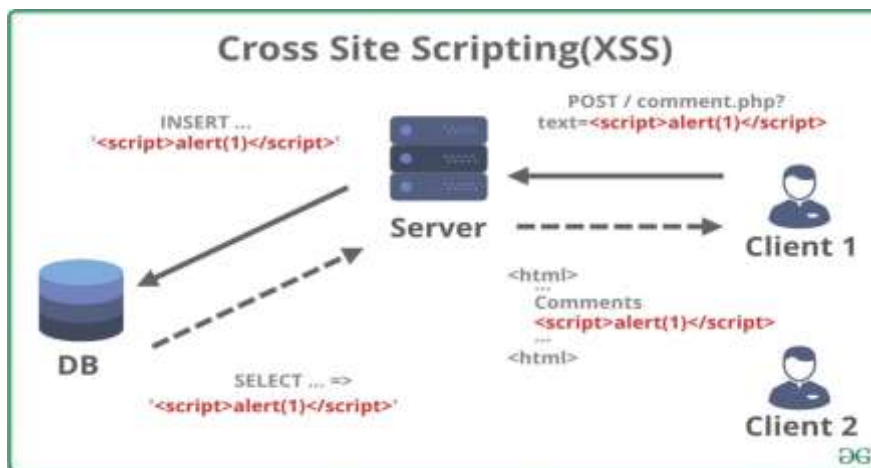 Cross Site Scripting(XSS)
INSERT ...
'<script>alert(1)</script>'
POST / comment.php?
text=<script>alert(1)</script>
Server
Client 1
<html>
...
Comments
<script>alert(1)</script>
...
<html>
DB
SELECT ... =>
'<script>alert(1)</script>'
Client 2